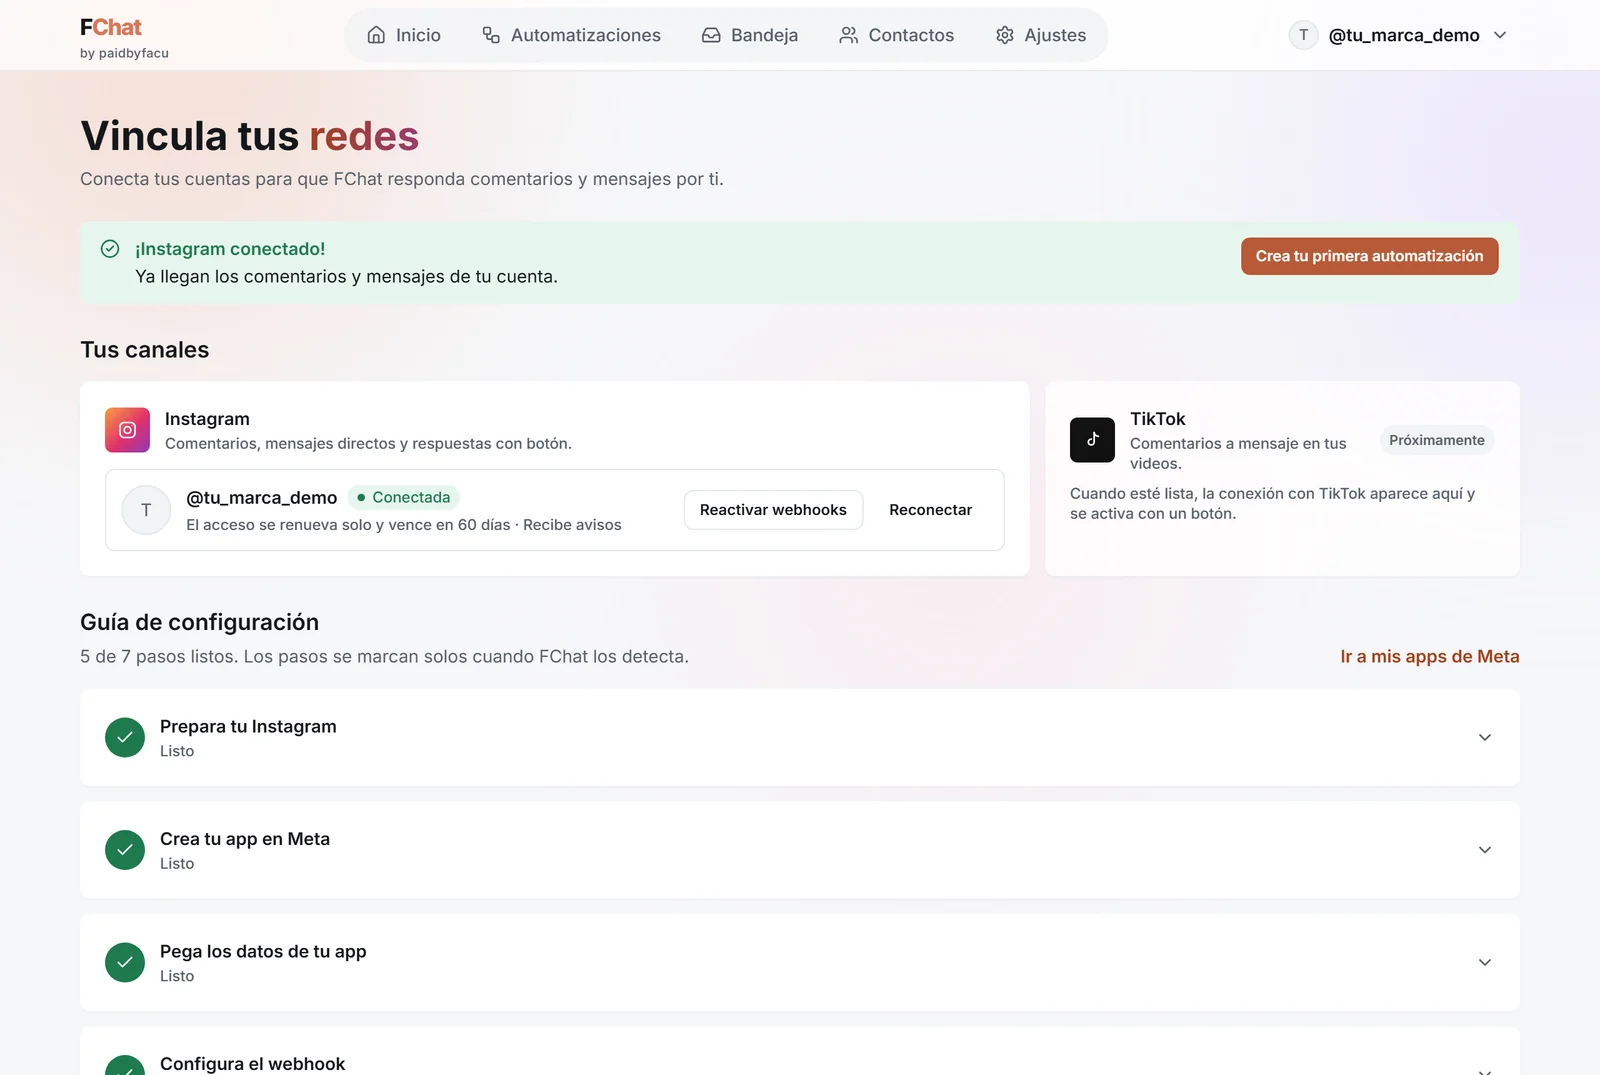 FChat
by paidbyfacu
Inicio
Automatizaciones
Bandeja
Contactos
Ajustes
T
@tu_marca_demo
Vincula tus redes
Conecta tus cuentas para que FChat responda comentarios y mensajes por ti.
¡Instagram conectado!
Ya llegan los comentarios y mensajes de tu cuenta.
Crea tu primera automatización
Tus canales
Instagram
Comentarios, mensajes directos y respuestas con botón.
T
@tu_marca_demo
Conectada
El acceso se renueva solo y vence en 60 días · Recibe avisos
Reactivar webhooks
Reconectar
TikTok
Comentarios a mensaje en tus
videos.
Próximamente
Cuando esté lista, la conexión con TikTok aparece aquí y
se activa con un botón.
Guía de configuración
5 de 7 pasos listos. Los pasos se marcan solos cuando FChat los detecta.
Ir a mis apps de Meta
Prepara tu Instagram
Listo
Crea tu app en Meta
Listo
Pega los datos de tu app
Listo
Configura el webhook